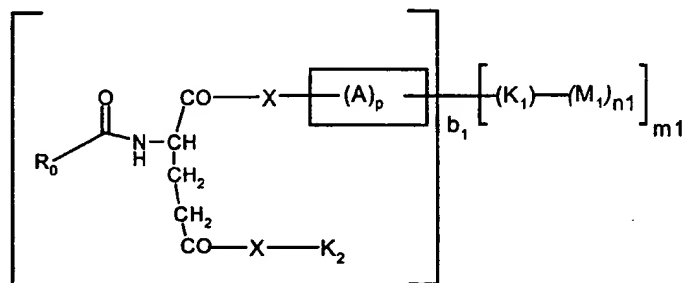 O CO—X—(A)p b1 (K1)—(M1)n1 m1
R0 N H CH
CH2
CH2
CO—X—K2